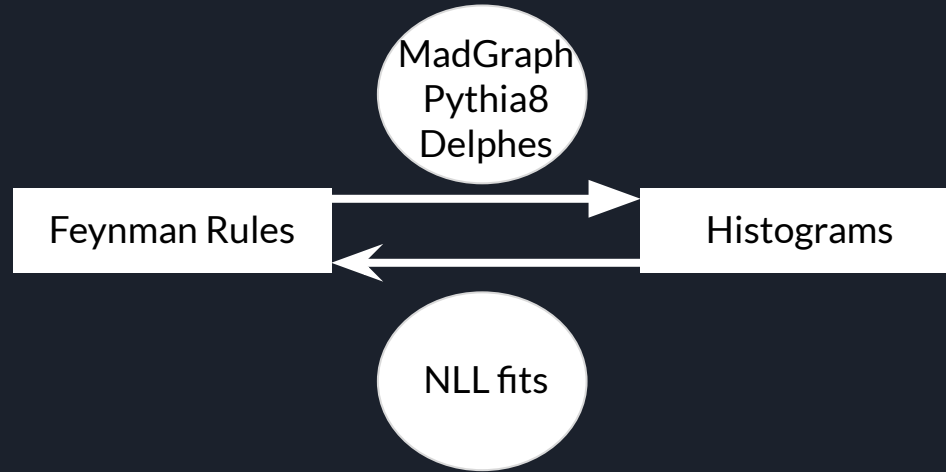 MadGraph
Pythia8
Delphes
Feynman Rules
Histograms
NLL fits